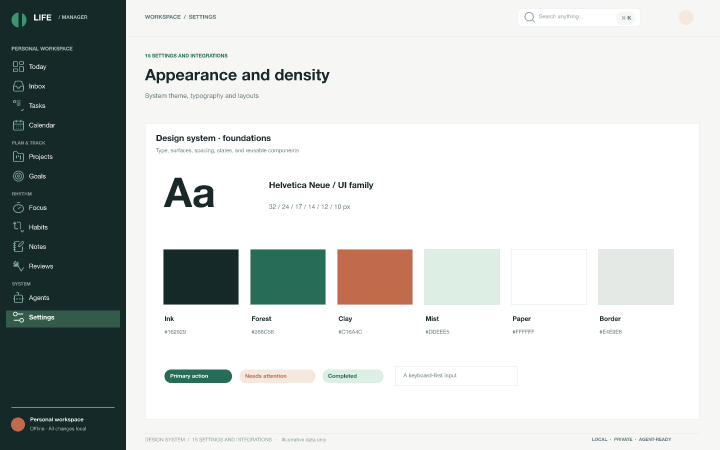 LIFE / MANAGER
PERSONAL WORKSPACE
Today
Inbox
Tasks
Calendar
PLAN & TRACK
Projects
Goals
RHYTHM
Focus
Habits
Notes
Reviews
SYSTEM
Agents
Settings
Personal workspace
Offline · All changes local
WORKSPACE / SETTINGS
Search anything...
⌘ K
15 SETTINGS AND INTEGRATIONS
Appearance and density
System theme, typography and layouts
Design system · foundations
Type, surfaces, spacing, states, and reusable components
Aa
Helvetica Neue / UI family
32 / 24 / 17 / 14 / 12 / 10 px
Ink
Forest
Clay
Mist
Paper
Border
#C16A4C
#DDEEE5
#FFFFFF
Primary action
Needs attention
Completed
A keyboard-first input
DESIGN SYSTEM / 15 SETTINGS AND INTEGRATIONS · Illustrative data only
LOCAL · PRIVATE · AGENT-READY